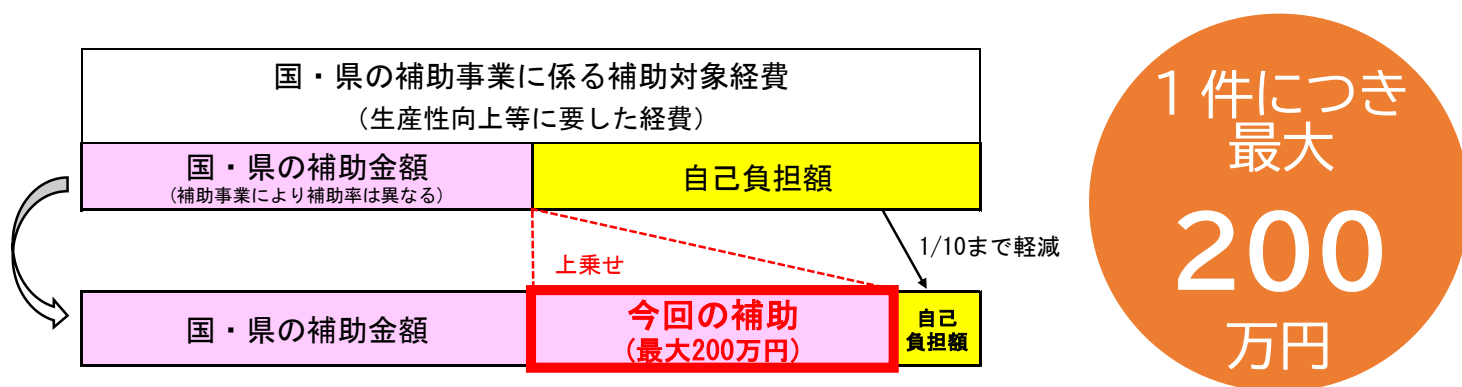 国・県の補助事業に係る補助対象経費
（生産性向上等に要した経費）
国・県の補助金額
（補助事業により補助率は異なる）
自己負担額
上乗せ
1/10まで軽減
国・県の補助金額
今回の補助
（最大200万円）
自己
負担額
１件につき
最大
200
万円